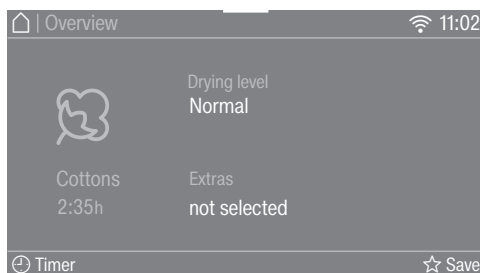 | Overview 11:02
Drying level
Normal
Cottons Extras
2:35h not selected
Timer Save